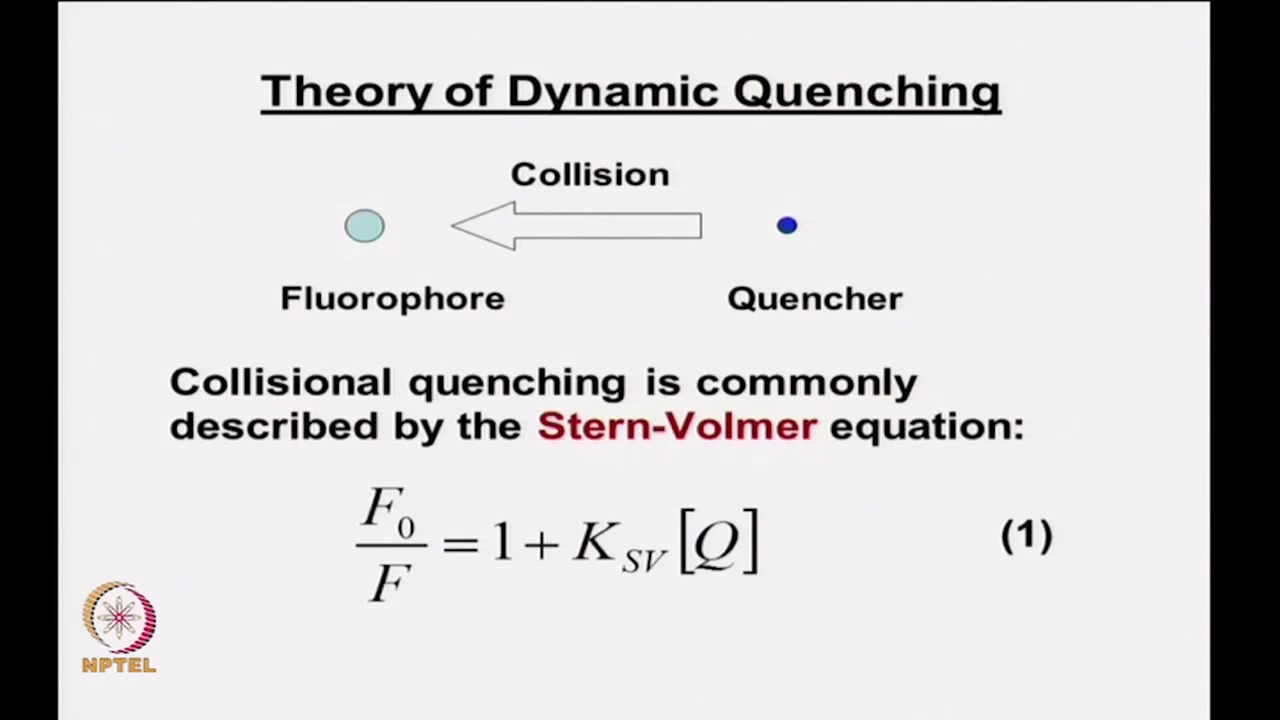 Theory of Dynamic Quenching
Collision
Fluorophore Quencher
Collisional quenching is commonly
described by the Stern-Volmer equation:
F₀/F = 1 + K_SV [Q] (1)
NPTEL